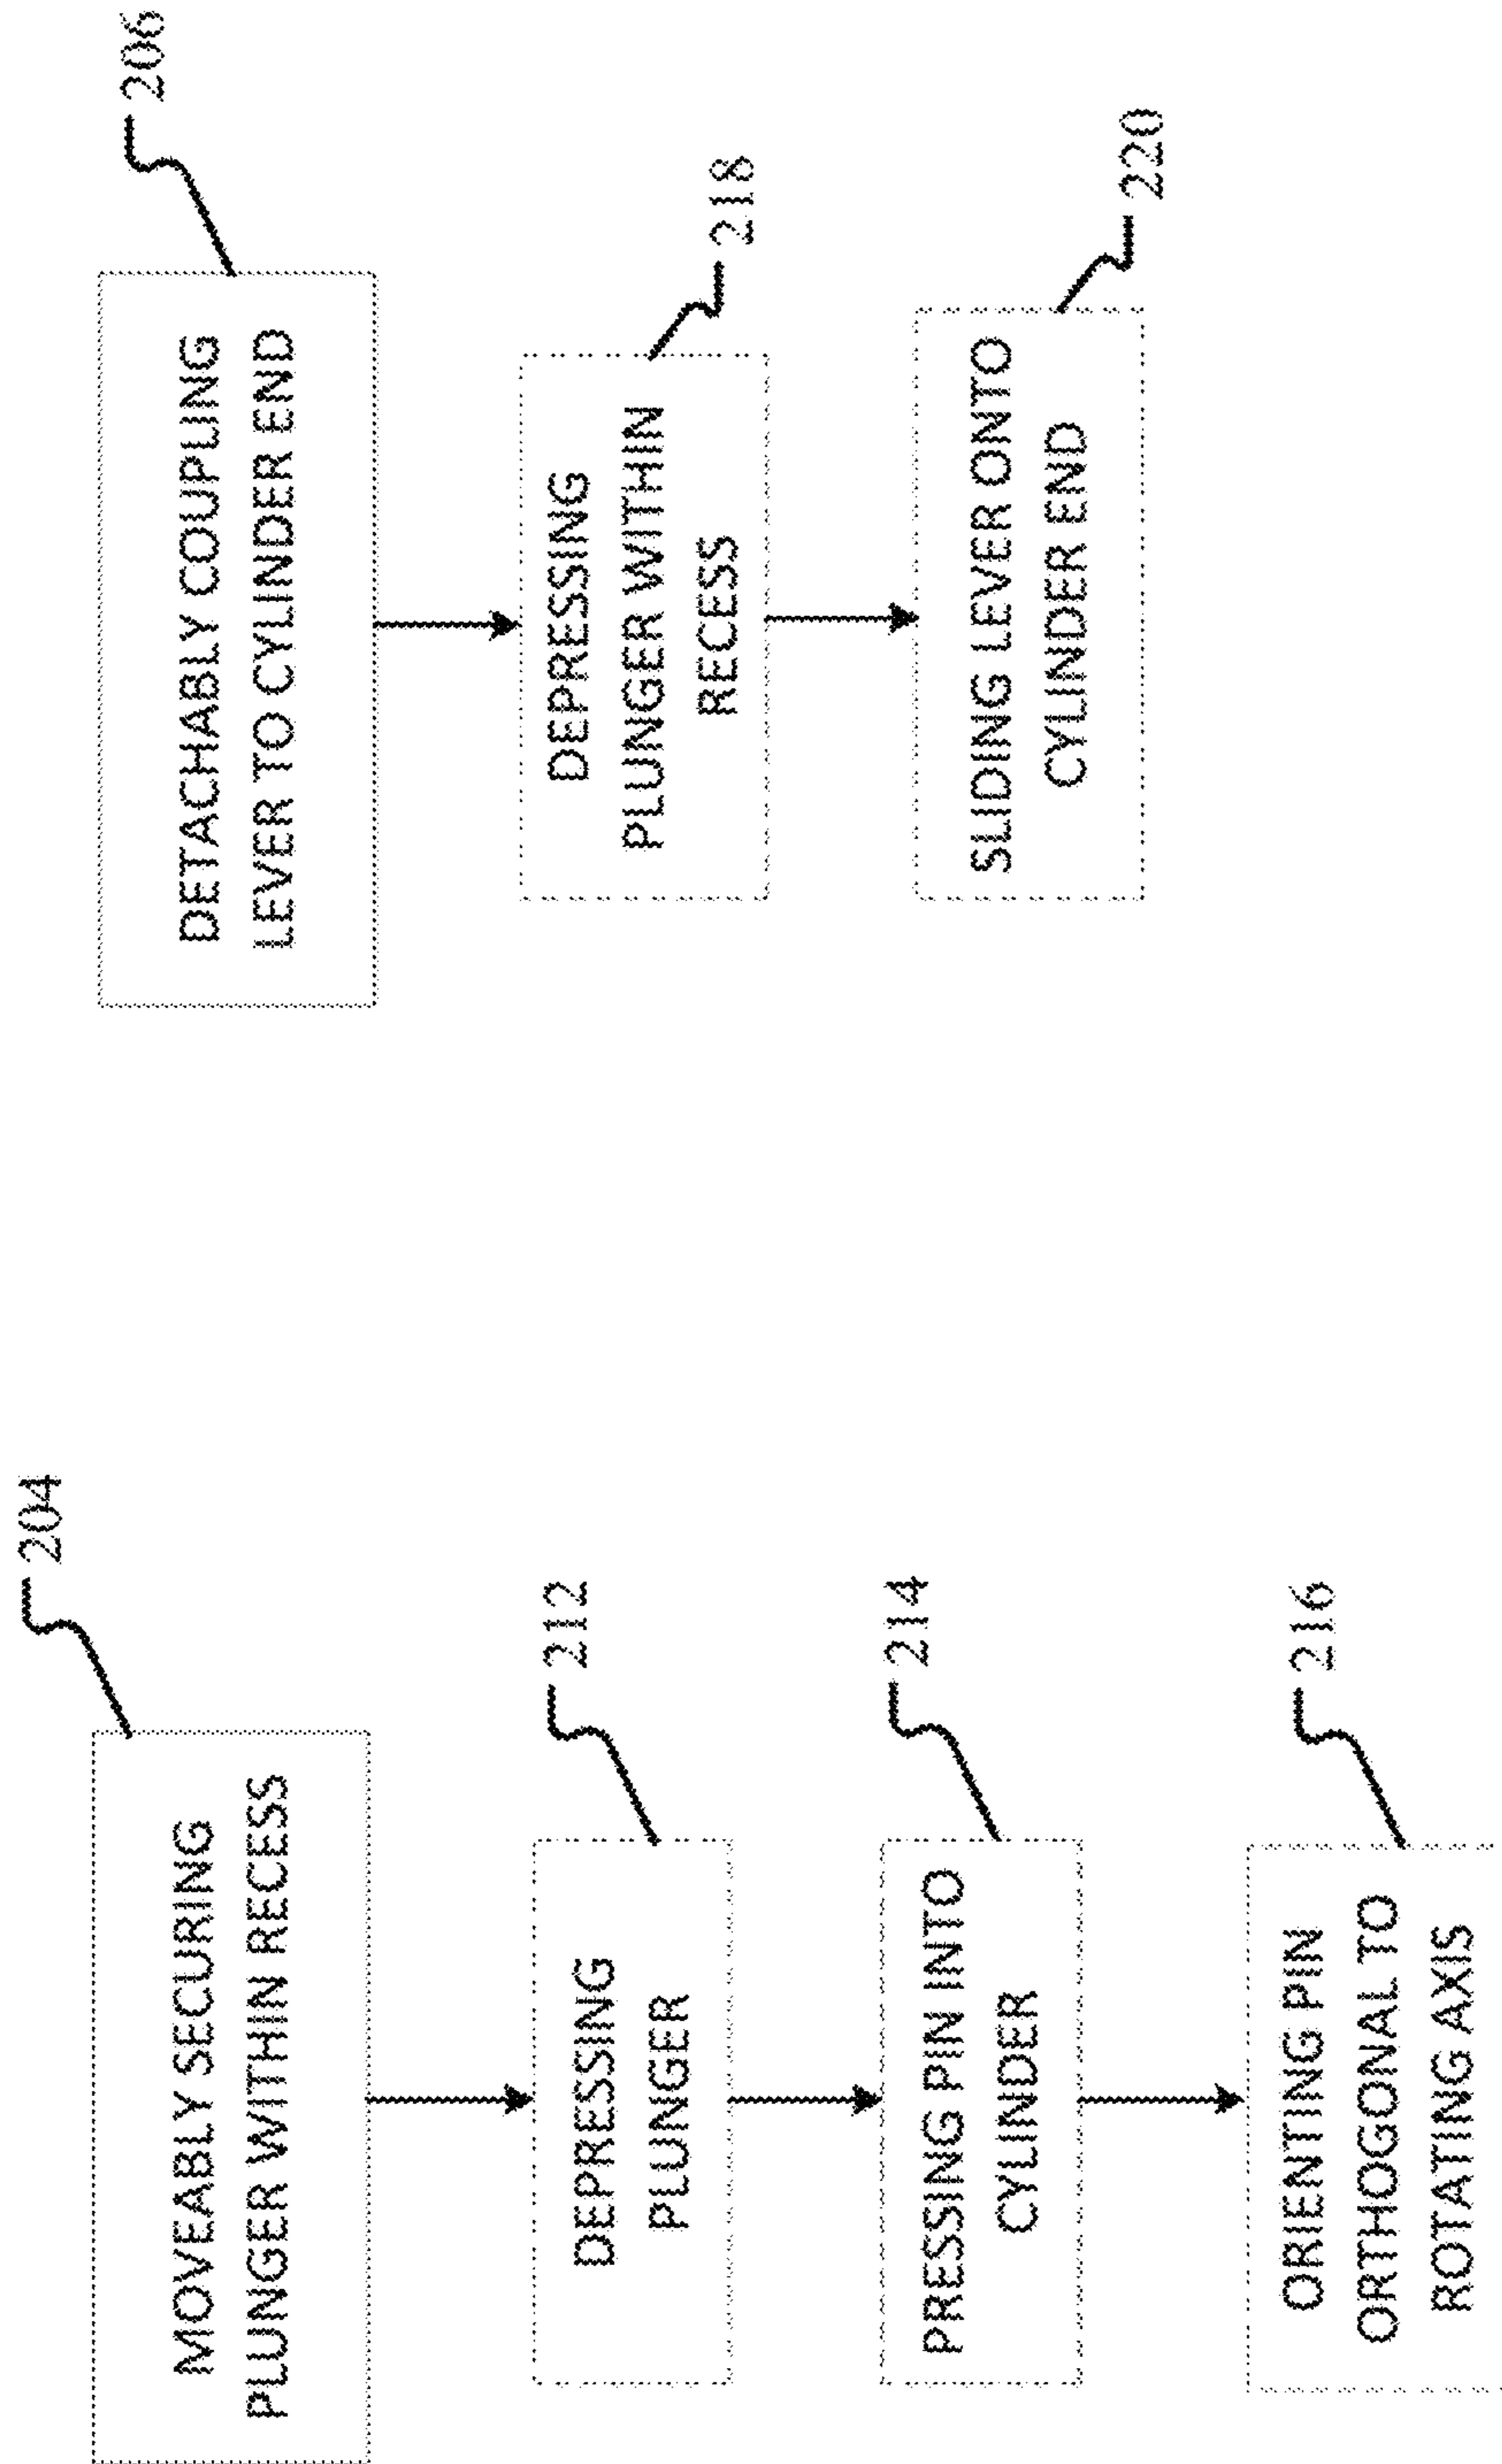 204
MOVEABLY SECURING
PLUNGER WITHIN RECESS
212
DEPRESSING
PLUNGER
214
PRESSING PIN INTO
CYLINDER
216
ORIENTING PIN
ORTHOGONAL TO
ROTATING AXIS
206
DETACHABLY COUPLING
LEVER TO CYLINDER END
218
DEPRESSING
PLUNGER WITHIN
RECESS
220
SLIDING LEVER ONTO
CYLINDER END